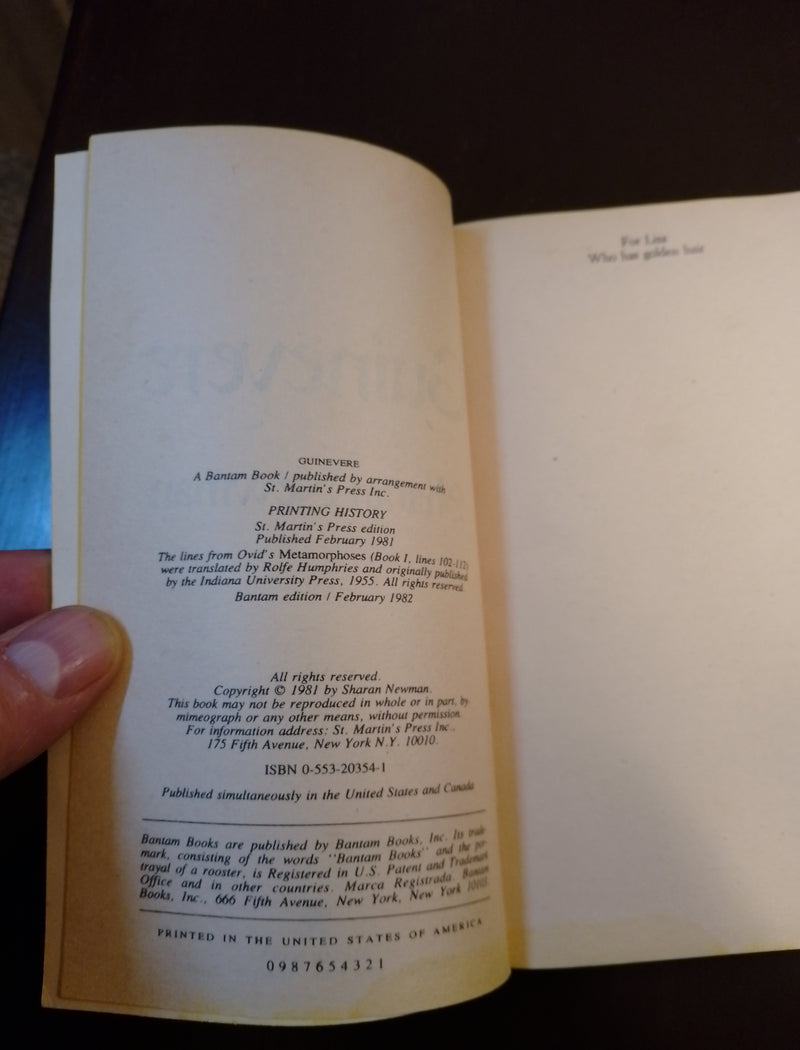 GUINEVERE
A Bantam Book / published by arrangement with
St. Martin's Press Inc.
PRINTING HISTORY
St. Martin's Press edition
Published February 1981
The lines from Ovid's Metamorphoses (Book I, lines 102-112)
were translated by Rolfe Humphries and originally published
by the Indiana University Press, 1955. All rights reserved.
Bantam edition / February 1982
All rights reserved.
Copyright © 1981 by Sharan Newman.
This book may not be reproduced in whole or in part, by
mimeograph or any other means, without permission.
For information address: St. Martin's Press Inc.,
175 Fifth Avenue, New York N.Y. 10010.
ISBN 0-553-20354-1
Published simultaneously in the United States and Canada
Bantam Books are published by Bantam Books, Inc. Its trade-
mark, consisting of the words "Bantam Books" and the por-
trayal of a rooster, is Registered in U.S. Patent and Trademark
Office and in other countries. Marca Registrada. Bantam
Books, Inc., 666 Fifth Avenue, New York, New York 10103.
PRINTED IN THE UNITED STATES OF AMERICA
0 9 8 7 6 5 4 3 2 1
For Lisa
Who has golden hair